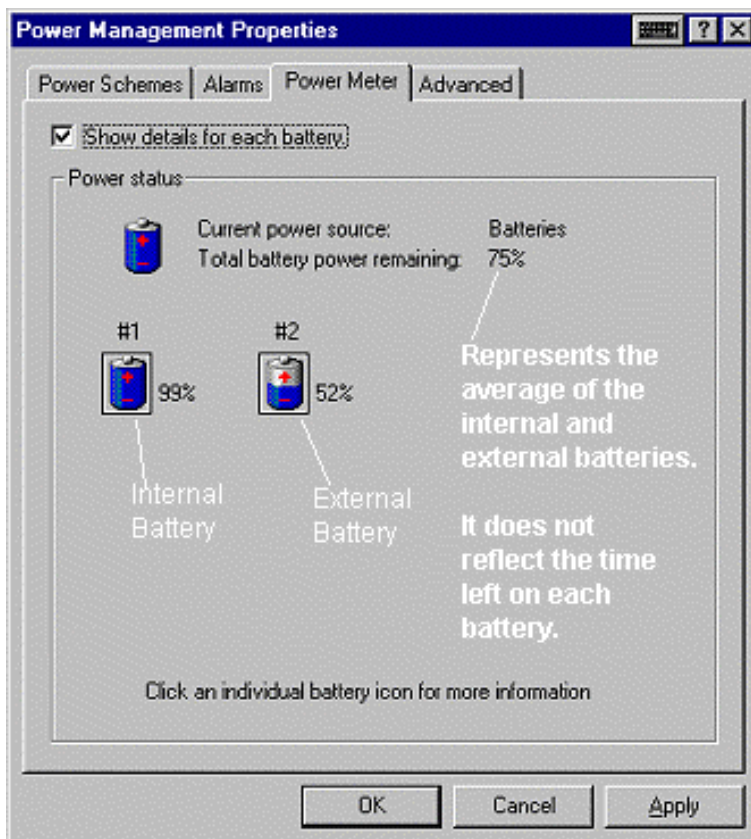 Power Management Properties
Power Schemes Alarms Power Meter Advanced
Show details for each battery.
Power status
Current power source: Batteries
Total battery power remaining: 75%
#1 #2
99% 52%
Represents the
average of the
internal and
external batteries.
Internal
Battery
External
Battery
It does not
reflect the time
left on each
battery.
Click an individual battery icon for more information
OK Cancel Apply